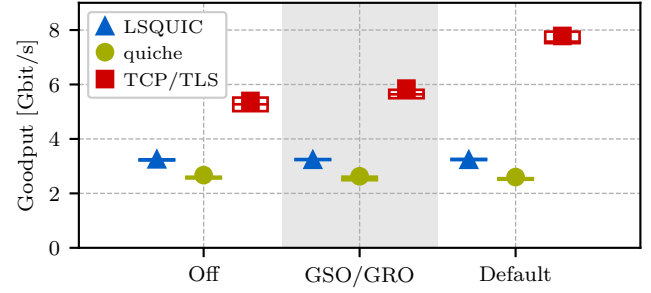 LSQUIC
quiche
TCP/TLS
Goodput [Gbit/s]
8
6
4
2
0
Off
GSO/GRO
Default